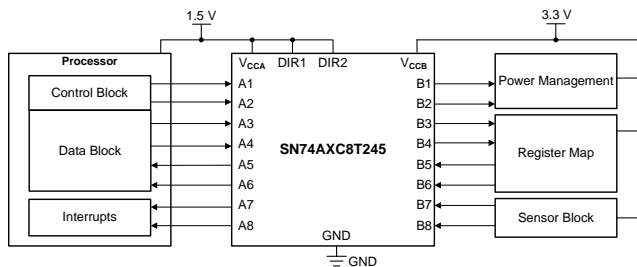 1.5 V
3.3 V
Processor
VCCA DIR1 DIR2
VCCB
Control Block
Data Block
Interrupts
A1
A2
A3
A4
A5
A6
A7
A8
SN74AXC8T245
GND
GND
B1
B2
B3
B4
B5
B6
B7
B8
Power Management
Register Map
Sensor Block